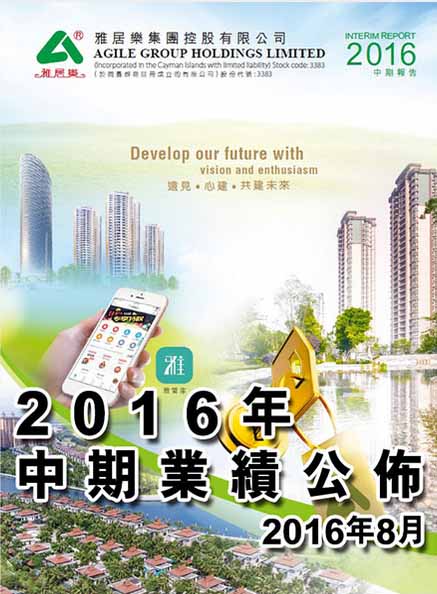 雅居樂集團控股有限公司
AGILE GROUP HOLDINGS LIMITED
(Incorporated in the Cayman Islands with limited liability) Stock code: 3383
(於開曼群島註冊成立的有限公司) 股份代號:3383
®
雅居樂
INTERIM REPORT
2016
中期報告
Develop our future with
vision and enthusiasm
遠見•心建•共建未來
雅
雅管家
2016年
中期業績公佈
2016年8月